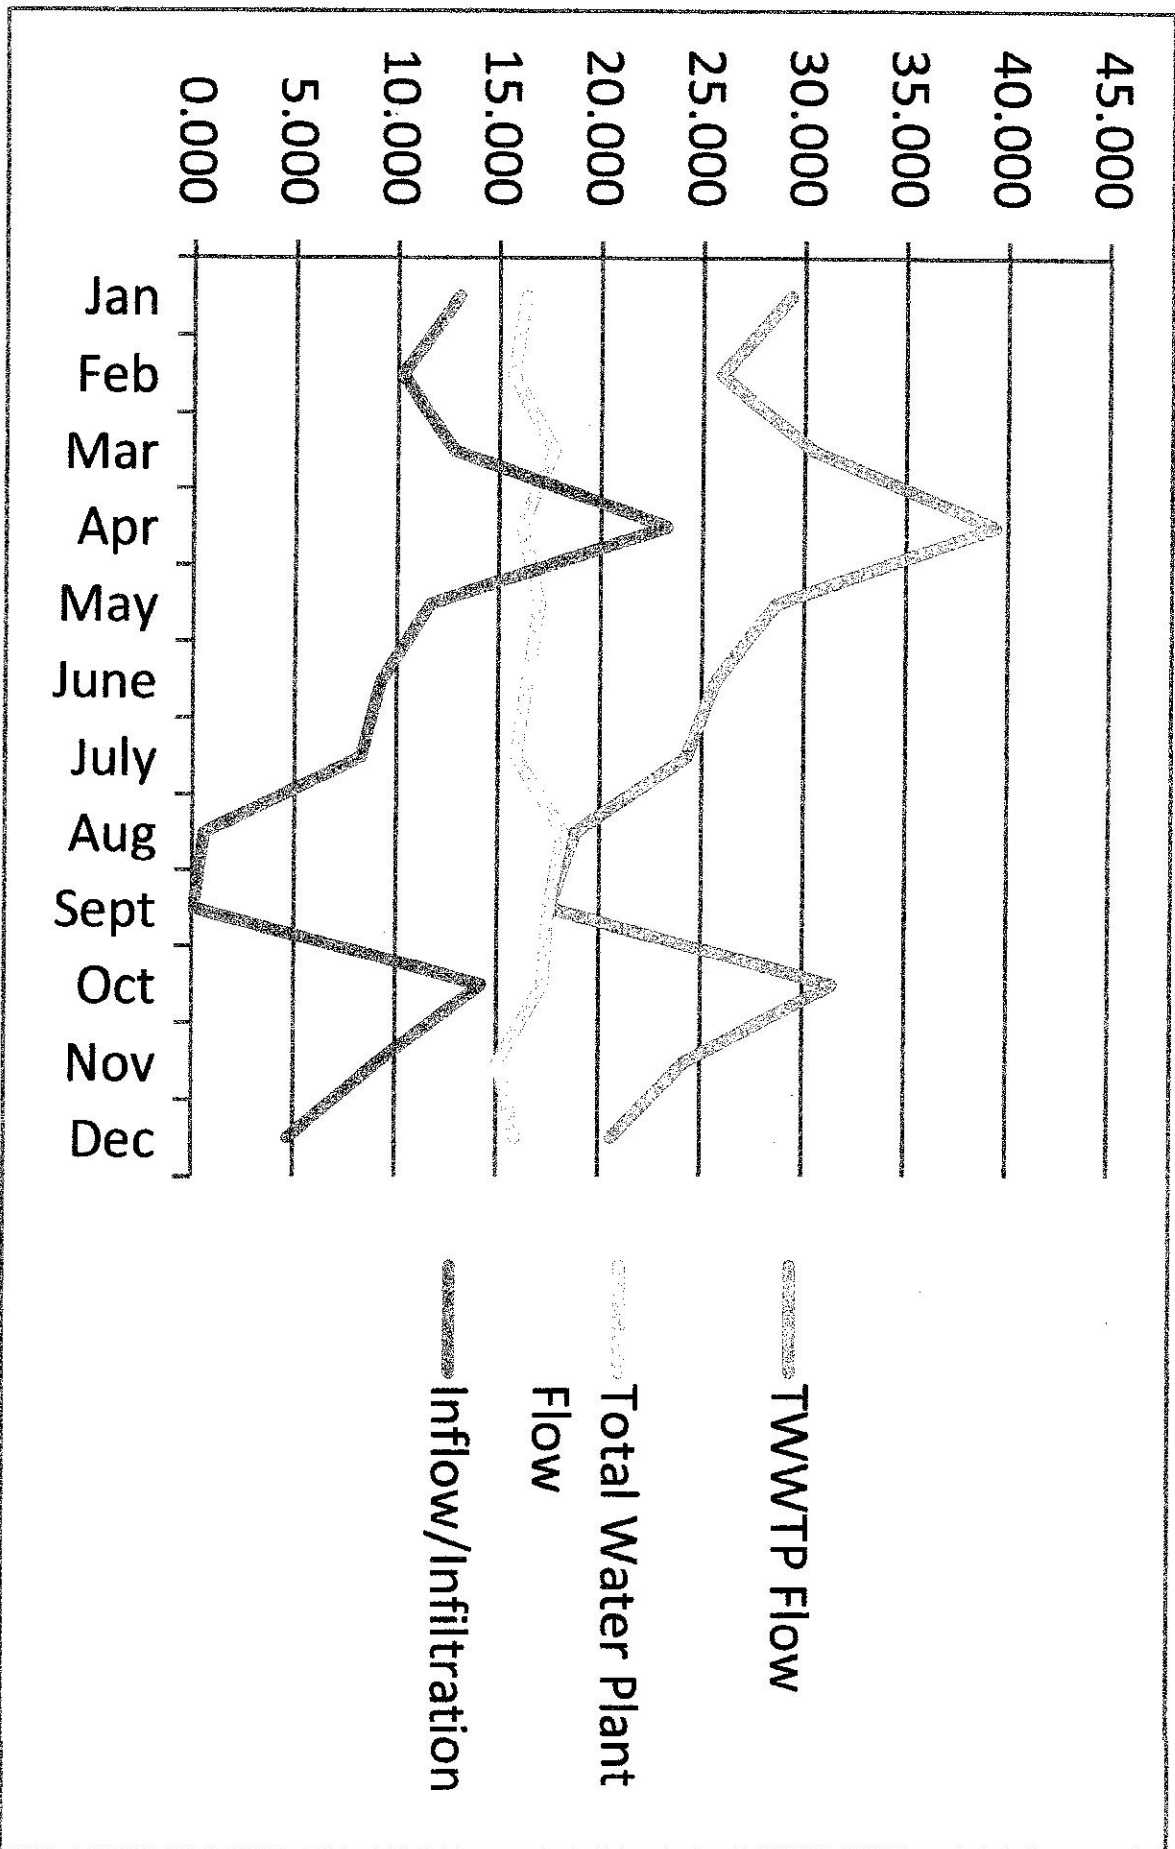 45.000
40.000
35.000
30.000
25.000
20.000
15.000
10.000
5.000
0.000
Jan
Feb
Mar
Apr
May
June
July
Aug
Sept
Oct
Nov
Dec
TWWTP Flow
Total Water Plant
Flow
Inflow/Infiltration